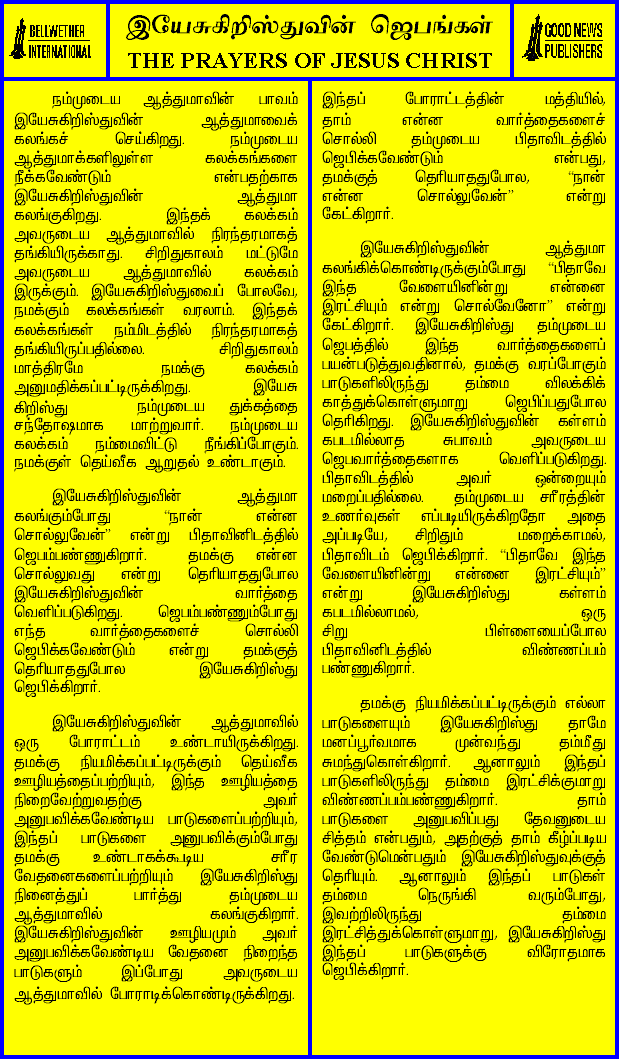 BELLWETHER
INTERNATIONAL
இயேசுகிறிஸ்துவின் ஜெபங்கள்
THE PRAYERS OF JESUS CHRIST
GOOD NEWS
PUBLISHERS
நம்முடைய ஆத்துமாவின் பாவம்
இயேசுகிறிஸ்துவின் ஆத்துமாவைக்
கலங்கச் செய்கிறது. நம்முடைய
ஆத்துமாக்களிலுள்ள கலக்கங்களை
நீக்கவேண்டும் என்பதற்காக
இயேசுகிறிஸ்துவின் ஆத்துமா
கலங்குகிறது. இந்தக் கலக்கம்
அவருடைய ஆத்துமாவில் நிரந்தரமாகத்
தங்கியிருக்காது. சிறிதுகாலம் மட்டுமே
அவருடைய ஆத்துமாவில் கலக்கம்
இருக்கும். இயேசுகிறிஸ்துவைப் போலவே,
நமக்கும் கலக்கங்கள் வரலாம். இந்தக்
கலக்கங்கள் நம்மிடத்தில் நிரந்தரமாகத்
தங்கியிருப்பதில்லை. சிறிதுகாலம்
மாத்திரமே நமக்கு கலக்கம்
அனுமதிக்கப்பட்டிருக்கிறது. இயேசு
கிறிஸ்து நம்முடைய துக்கத்தை
சந்தோஷமாக மாற்றுவார். நம்முடைய
கலக்கம் நம்மைவிட்டு நீங்கிப்போகும்.
நமக்குள் தெய்வீக ஆறுதல் உண்டாகும்.
இயேசுகிறிஸ்துவின் ஆத்துமா
கலங்கும்போது “நான் என்ன
சொல்லுவேன்” என்று பிதாவினிடத்தில்
ஜெபம்பண்ணுகிறார். தமக்கு என்ன
சொல்லுவது என்று தெரியாததுபோல
இயேசுகிறிஸ்துவின் வார்த்தை
வெளிப்படுகிறது. ஜெபம்பண்ணும்போது
எந்த வார்த்தைகளைச் சொல்லி
ஜெபிக்கவேண்டும் என்று தமக்குத்
தெரியாததுபோல இயேசுகிறிஸ்து
ஜெபிக்கிறார்.
இயேசுகிறிஸ்துவின் ஆத்துமாவில்
ஒரு போராட்டம் உண்டாயிருக்கிறது.
தமக்கு நியமிக்கப்பட்டிருக்கும் தெய்வீக
ஊழியத்தைப்பற்றியும், இந்த ஊழியத்தை
நிறைவேற்றுவதற்கு அவர்
அனுபவிக்கவேண்டிய பாடுகளைப்பற்றியும்,
இந்தப் பாடுகளை அனுபவிக்கும்போது
தமக்கு உண்டாகக்கூடிய சரீர
வேதனைகளைப்பற்றியும் இயேசுகிறிஸ்து
நினைத்துப் பார்த்து தம்முடைய
ஆத்துமாவில் கலங்குகிறார்.
இயேசுகிறிஸ்துவின் ஊழியமும் அவர்
அனுபவிக்கவேண்டிய வேதனை நிறைந்த
பாடுகளும் இப்போது அவருடைய
ஆத்துமாவில் போராடிக்கொண்டிருக்கிறது.
இந்தப் போராட்டத்தின் மத்தியில்,
தாம் என்ன வார்த்தைகளைச்
சொல்லி தம்முடைய பிதாவிடத்தில்
ஜெபிக்கவேண்டும் என்பது,
தமக்குத் தெரியாததுபோல, “நான்
என்ன சொல்லுவேன்” என்று
கேட்கிறார்.
இயேசுகிறிஸ்துவின் ஆத்துமா
கலங்கிக்கொண்டிருக்கும்போது “பிதாவே
இந்த வேளையினின்று என்னை
இரட்சியும் என்று சொல்வேனோ” என்று
கேட்கிறார். இயேசுகிறிஸ்து தம்முடைய
ஜெபத்தில் இந்த வார்த்தைகளைப்
பயன்படுத்துவதினால், தமக்கு வரப்போகும்
பாடுகளிலிருந்து தம்மை விலக்கிக்
காத்துக்கொள்ளுமாறு ஜெபிப்பதுபோல
தெரிகிறது. இயேசுகிறிஸ்துவின் கள்ளம்
கபடமில்லாத சுபாவம் அவருடைய
ஜெபவார்த்தைகளாக வெளிப்படுகிறது.
பிதாவிடத்தில் அவர் ஒன்றையும்
மறைப்பதில்லை. தம்முடைய சரீரத்தின்
உணர்வுகள் எப்படியிருக்கிறதோ அதை
அப்படியே, சிறிதும் மறைக்காமல்,
பிதாவிடம் ஜெபிக்கிறார். “பிதாவே இந்த
வேளையினின்று என்னை இரட்சியும்”
என்று இயேசுகிறிஸ்து கள்ளம்
கபடமில்லாமல், ஒரு
சிறு பிள்ளையைப்போல
பிதாவினிடத்தில் விண்ணப்பம்
பண்ணுகிறார்.
தமக்கு நியமிக்கப்பட்டிருக்கும் எல்லா
பாடுகளையும் இயேசுகிறிஸ்து தாமே
மனப்பூர்வமாக முன்வந்து தம்மீது
சுமந்துகொள்கிறார். ஆனாலும் இந்தப்
பாடுகளிலிருந்து தம்மை இரட்சிக்குமாறு
விண்ணப்பம்பண்ணுகிறார். தாம்
பாடுகளை அனுபவிப்பது தேவனுடைய
சித்தம் என்பதும், அதற்குத் தாம் கீழ்ப்படிய
வேண்டுமென்பதும் இயேசுகிறிஸ்துவுக்குத்
தெரியும். ஆனாலும் இந்தப் பாடுகள்
தம்மை நெருங்கி வரும்போது,
இவற்றிலிருந்து தம்மை
இரட்சித்துக்கொள்ளுமாறு, இயேசுகிறிஸ்து
இந்தப் பாடுகளுக்கு விரோதமாக
ஜெபிக்கிறார்.